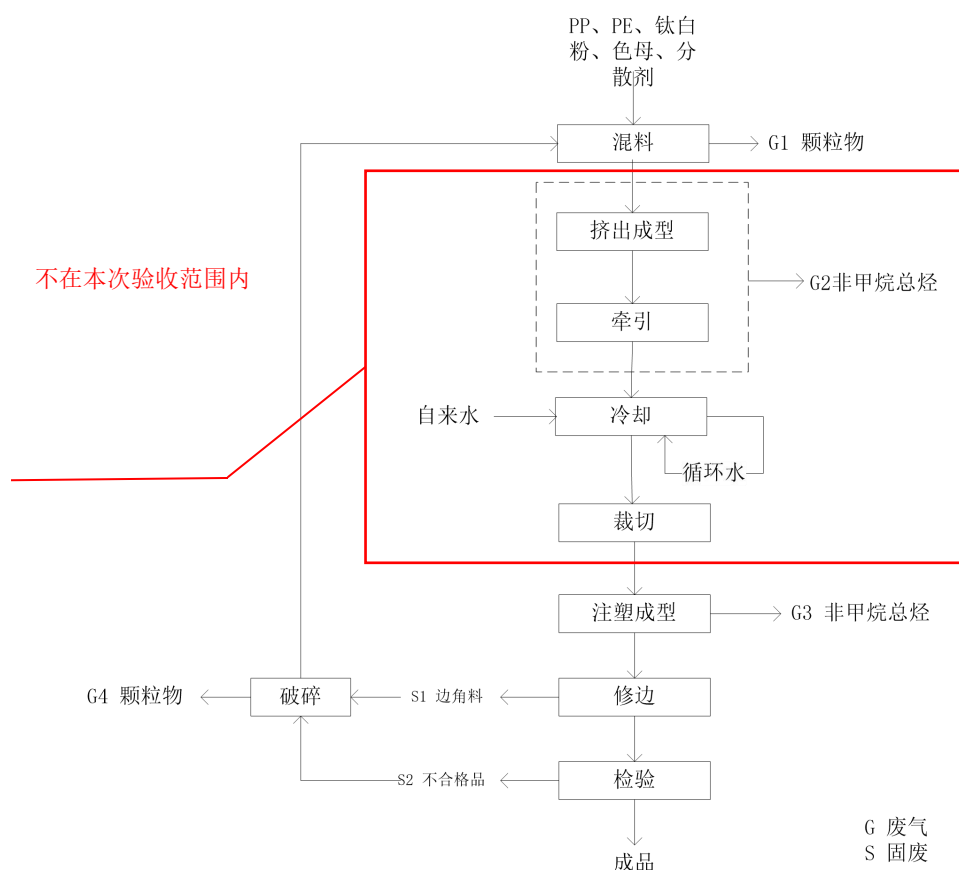 PP、PE、钛白
粉、色母、分
散剂
混料
G1 颗粒物
挤出成型
不在本次验收范围内
G2非甲烷总烃
牵引
自来水
冷却
循环水
裁切
注塑成型
G3 非甲烷总烃
G4 颗粒物
破碎
S1 边角料
修边
S2 不合格品
检验
G 废气
S 固废
成品